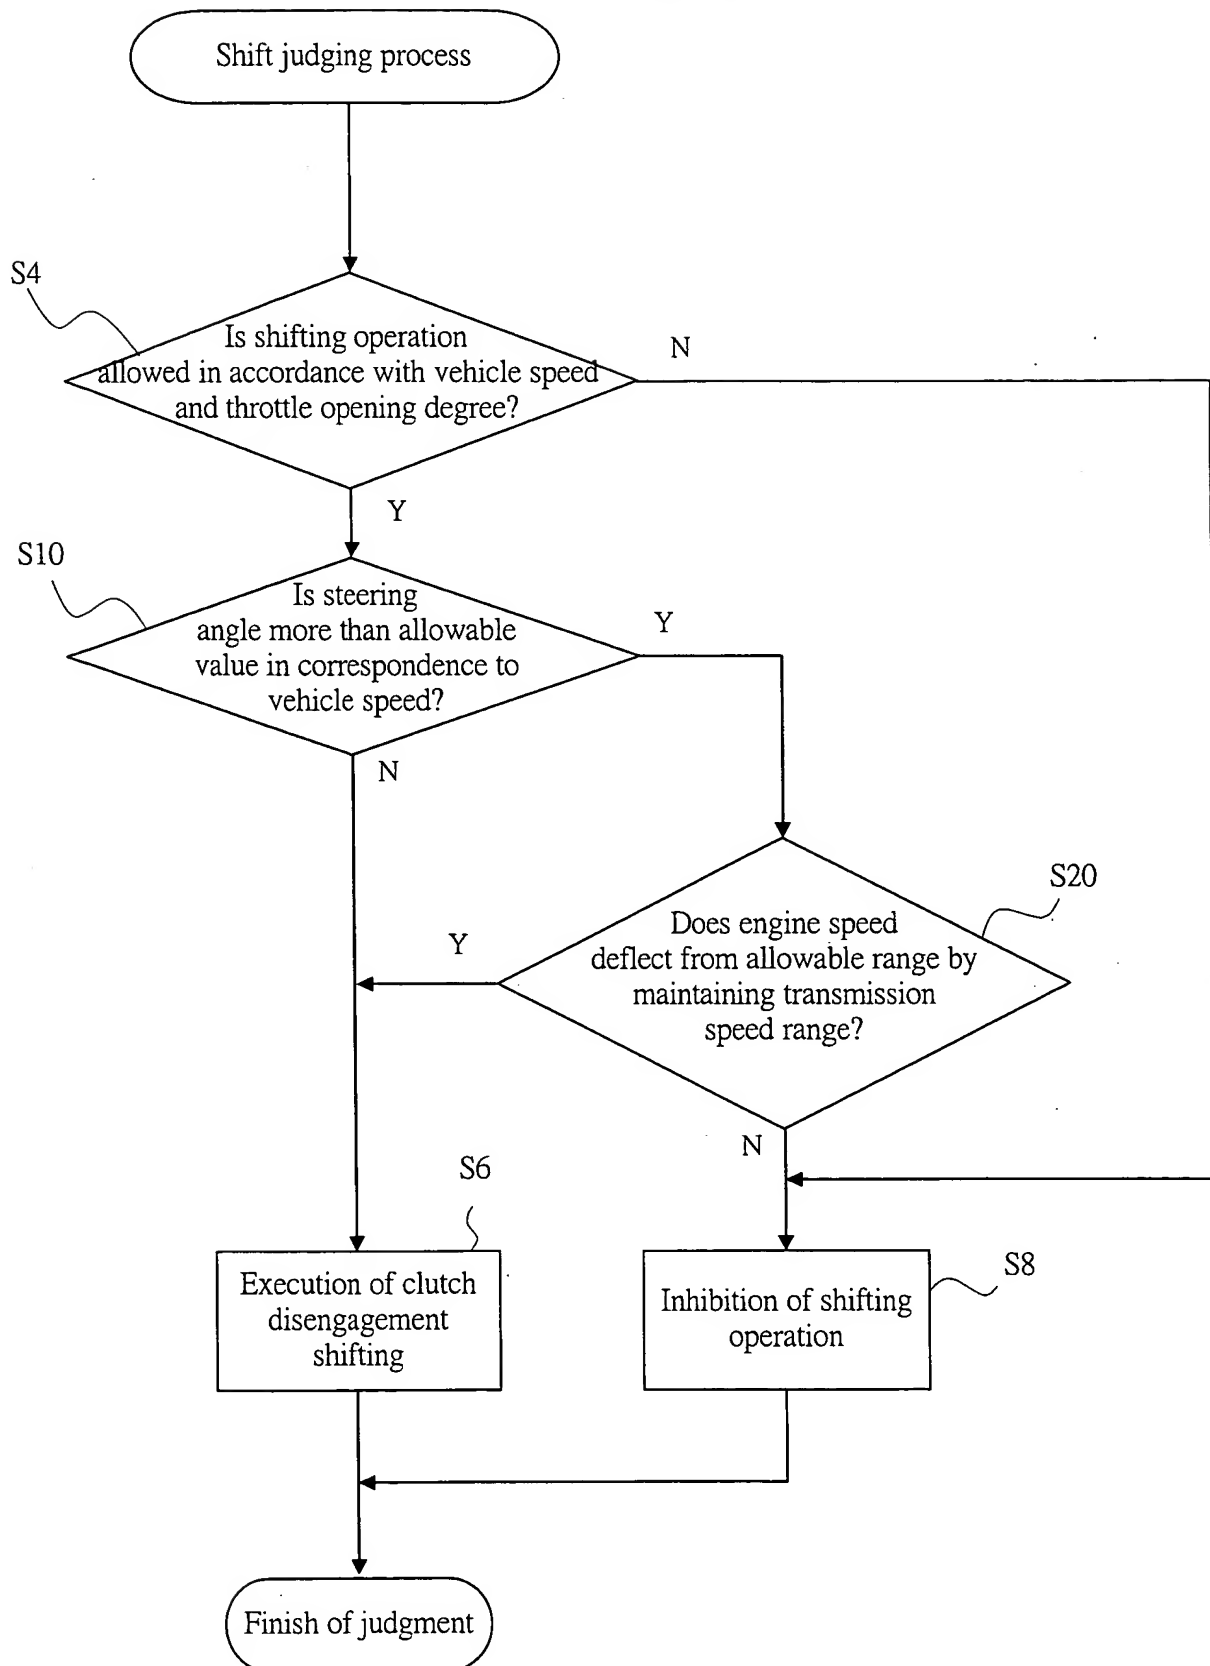 Shift judging process
S4
Is shifting operation
allowed in accordance with vehicle speed
and throttle opening degree?
N
Y
S10
Is steering
angle more than allowable
value in correspondence to
vehicle speed?
Y
N
S20
Does engine speed
deflect from allowable range by
maintaining transmission
speed range?
Y
N
S6
Execution of clutch
disengagement
shifting
S8
Inhibition of shifting
operation
Finish of judgment